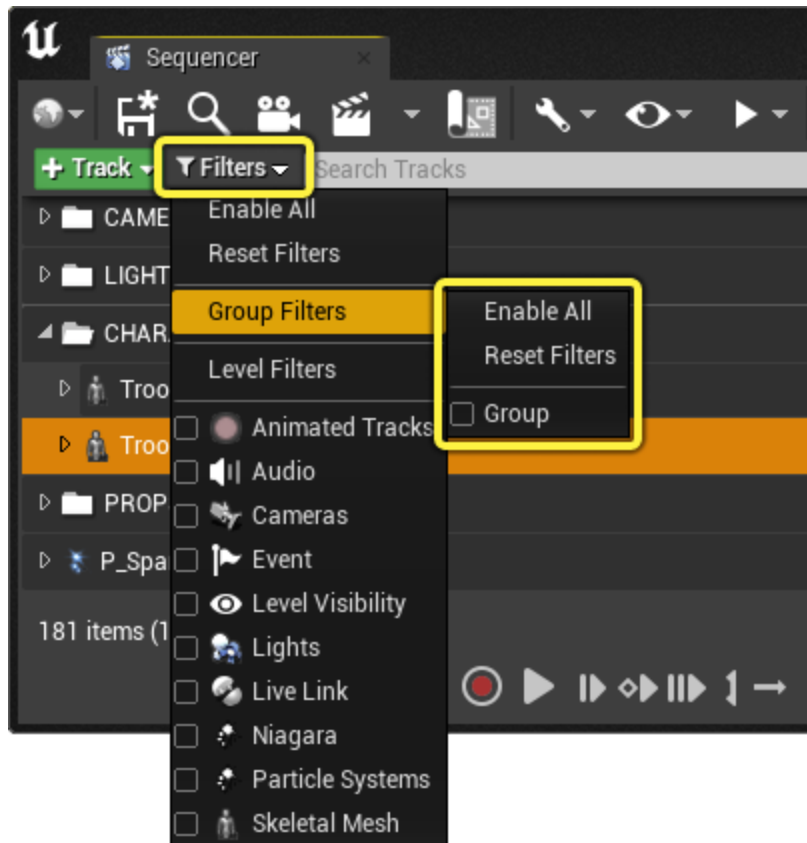 Sequencer
+ Track
Filters
Search Tracks
Enable All
CAME
Reset Filters
LIGHT
Group Filters
Enable All
CHAR
Reset Filters
Level Filters
Troo
Group
Animated Tracks
Troo
Audio
PROP
Cameras
P_Spa
Event
Level Visibility
181 items (1
Lights
Live Link
Niagara
Particle Systems
Skeletal Mesh